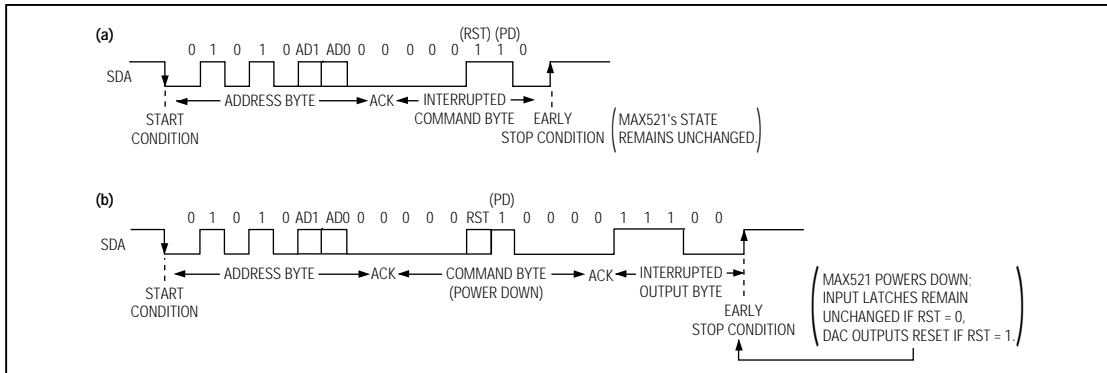 (a)
(RST) (PD)
0 1 0 1 0 AD1 AD0 0 0 0 0 0 1 1 0
SDA
ADDRESS BYTE ACK INTERRUPTED
COMMAND BYTE
START
CONDITION
EARLY
STOP CONDITION
MAX521's STATE
REMAINS UNCHANGED.
(b)
(PD)
0 1 0 1 0 AD1 AD0 0 0 0 0 0 RST 1 0 0 0 0 1 1 1 0 0
SDA
ADDRESS BYTE ACK COMMAND BYTE
(POWER DOWN)
ACK INTERRUPTED
OUTPUT BYTE
START
CONDITION
EARLY
STOP CONDITION
MAX521 POWERS DOWN;
INPUT LATCHES REMAIN
UNCHANGED IF RST = 0,
DAC OUTPUTS RESET IF RST = 1.